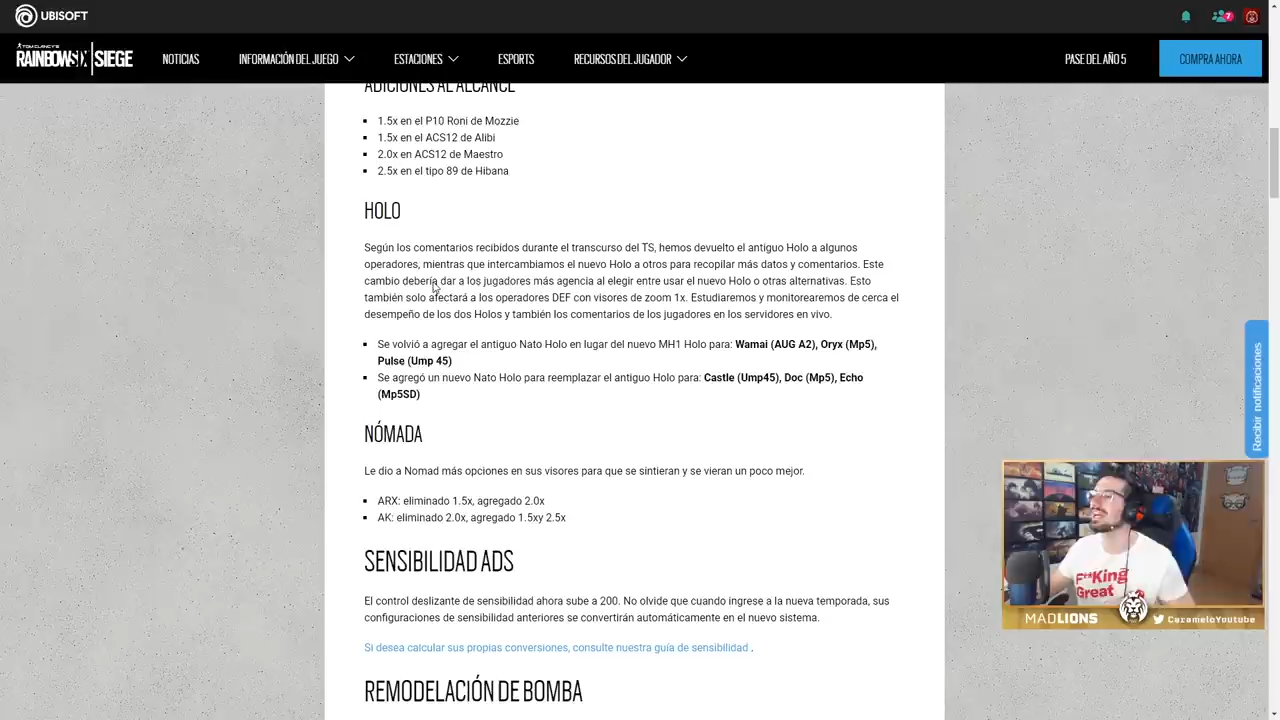 UBISOFT
7
TOM CLANCY'S
RAINBOWSIX SIEGE
NOTICIAS
INFORMACIÓN DEL JUEGO
ESTACIONES
ESPORTS
RECURSOS DEL JUGADOR
PASE DEL AÑO 5
COMPRA AHORA
ADICIONES AL ALCANCE
1.5x en el P10 Roni de Mozzie
1.5x en el ACS12 de Alibi
2.0x en ACS12 de Maestro
2.5x en el tipo 89 de Hibana
HOLO
Según los comentarios recibidos durante el transcurso del TS, hemos devuelto el antiguo Holo a algunos
operadores, mientras que intercambiamos el nuevo Holo a otros para recopilar más datos y comentarios. Este
cambio debería dar a los jugadores más agencia al elegir entre usar el nuevo Holo o otras alternativas. Esto
también solo afectará a los operadores DEF con visores de zoom 1x. Estudiaremos y monitorearemos de cerca el
desempeño de los dos Holos y también los comentarios de los jugadores en los servidores en vivo.
Se volvió a agregar el antiguo Nato Holo en lugar del nuevo MH1 Holo para: Wamai (AUG A2), Oryx (Mp5),
Pulse (Ump 45)
Se agregó un nuevo Nato Holo para reemplazar el antiguo Holo para: Castle (Ump45), Doc (Mp5), Echo
(Mp5SD)
NÓMADA
Le dio a Nomad más opciones en sus visores para que se sintieran y se vieran un poco mejor.
ARX: eliminado 1.5x, agregado 2.0x
AK: eliminado 2.0x, agregado 1.5xy 2.5x
SENSIBILIDAD ADS
El control deslizante de sensibilidad ahora sube a 200. No olvide que cuando ingrese a la nueva temporada, sus
configuraciones de sensibilidad anteriores se convertirán automáticamente en el nuevo sistema.
Si desea calcular sus propias conversiones, consulte nuestra guía de sensibilidad .
REMODELACIÓN DE BOMBA
Recibir notificaciones
F**King
Great
MADLIONS
CarameloYoutube